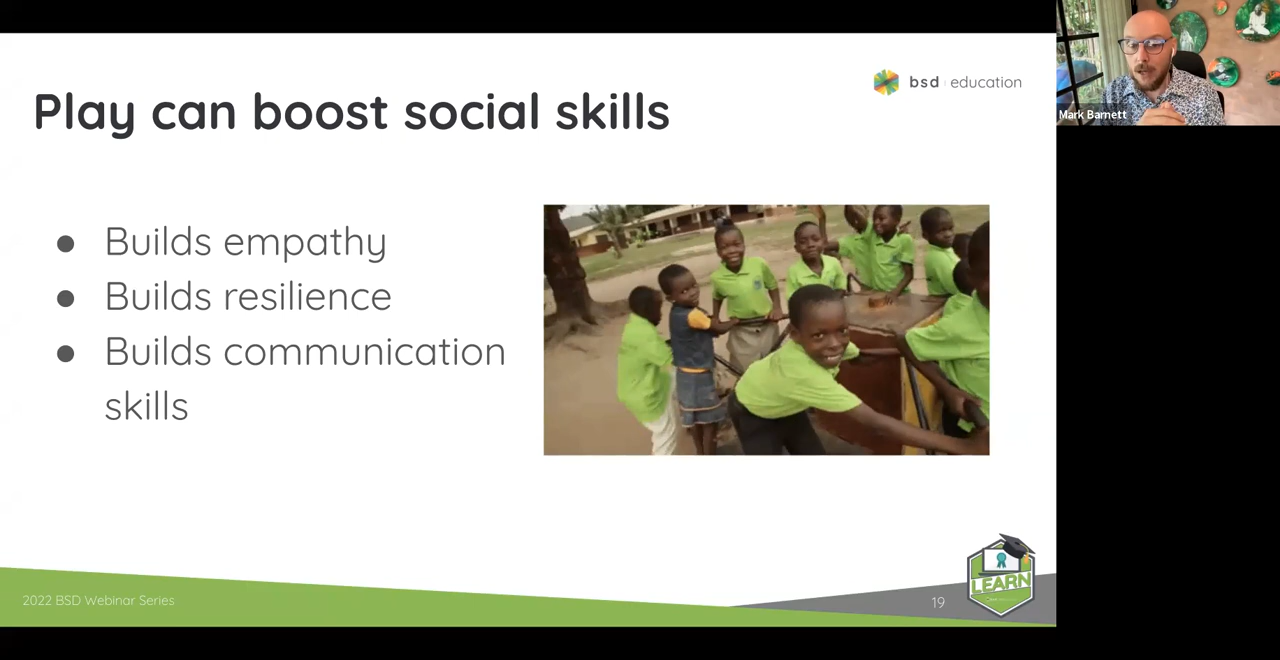 Play can boost social skills
bsd education
Mark Barnett
● Builds empathy
● Builds resilience
● Builds communication
skills
LEARN
2022 BSD Webinar Series
19